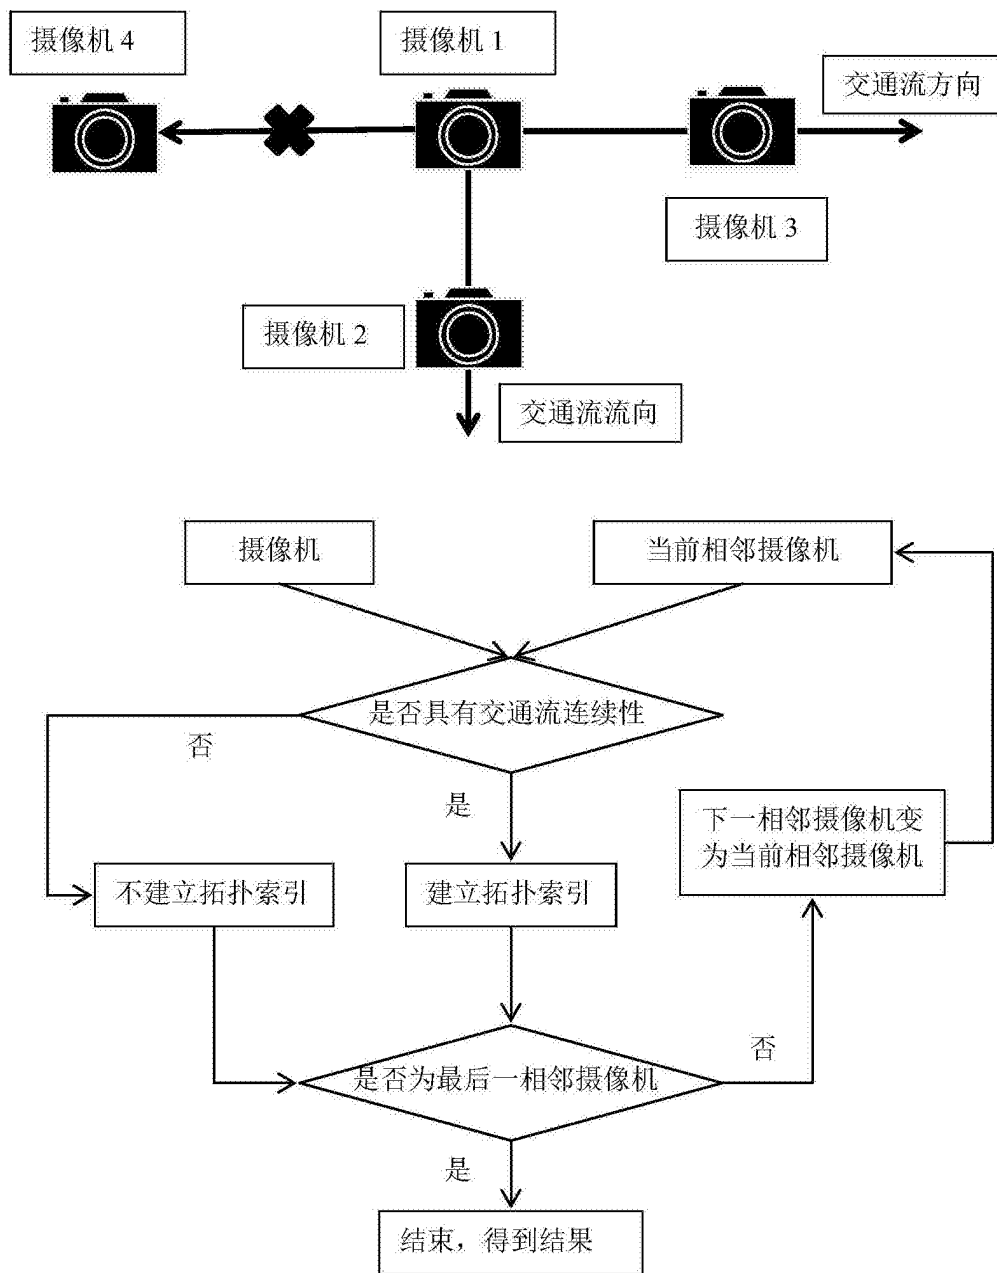 摄像机 4
摄像机 1
交通流方向
摄像机 3
摄像机 2
交通流流向
摄像机
当前相邻摄像机
是否具有交通流连续性
否
是
下一相邻摄像机变
为当前相邻摄像机
不建立拓扑索引
建立拓扑索引
否
是否为最后一相邻摄像机
是
结束，得到结果